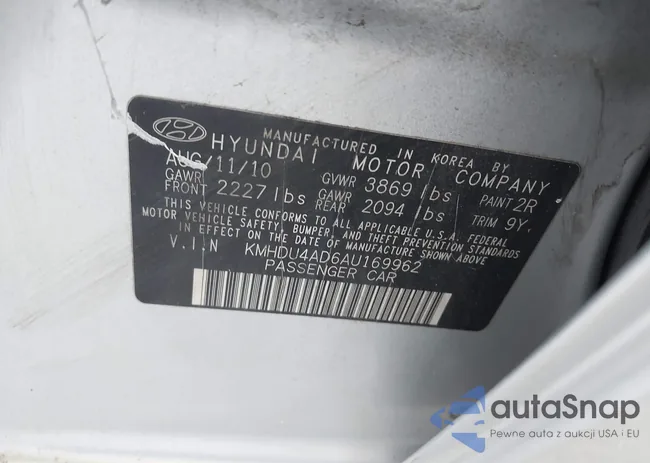 MANUFACTURED IN KOREA BY
HYUNDAI MOTOR COMPANY
AUG/11/10 GVWR 3869 lbs PAINT 2R
GAWR FRONT 2227 lbs GAWR REAR 2094 lbs TRIM 9Y
THIS VEHICLE CONFORMS TO ALL APPLICABLE U.S.A. FEDERAL
MOTOR VEHICLE SAFETY, BUMPER, AND THEFT PREVENTION STANDARDS
IN EFFECT ON THE DATE OF MANUFACTURE SHOWN ABOVE
V.I.N KMHDU4AD6AU169962
PASSENGER CAR
autaSnap
Pewne auta z aukcji USA i EU